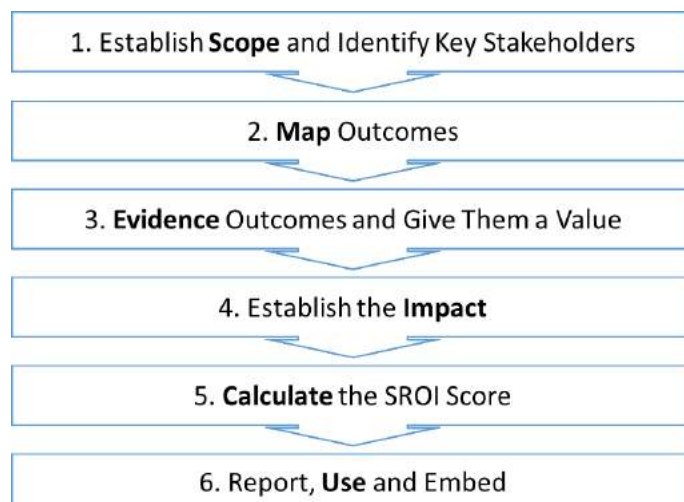 1. Establish Scope and Identify Key Stakeholders
2. Map Outcomes
3. Evidence Outcomes and Give Them a Value
4. Establish the Impact
5. Calculate the SROI Score
6. Report, Use and Embed